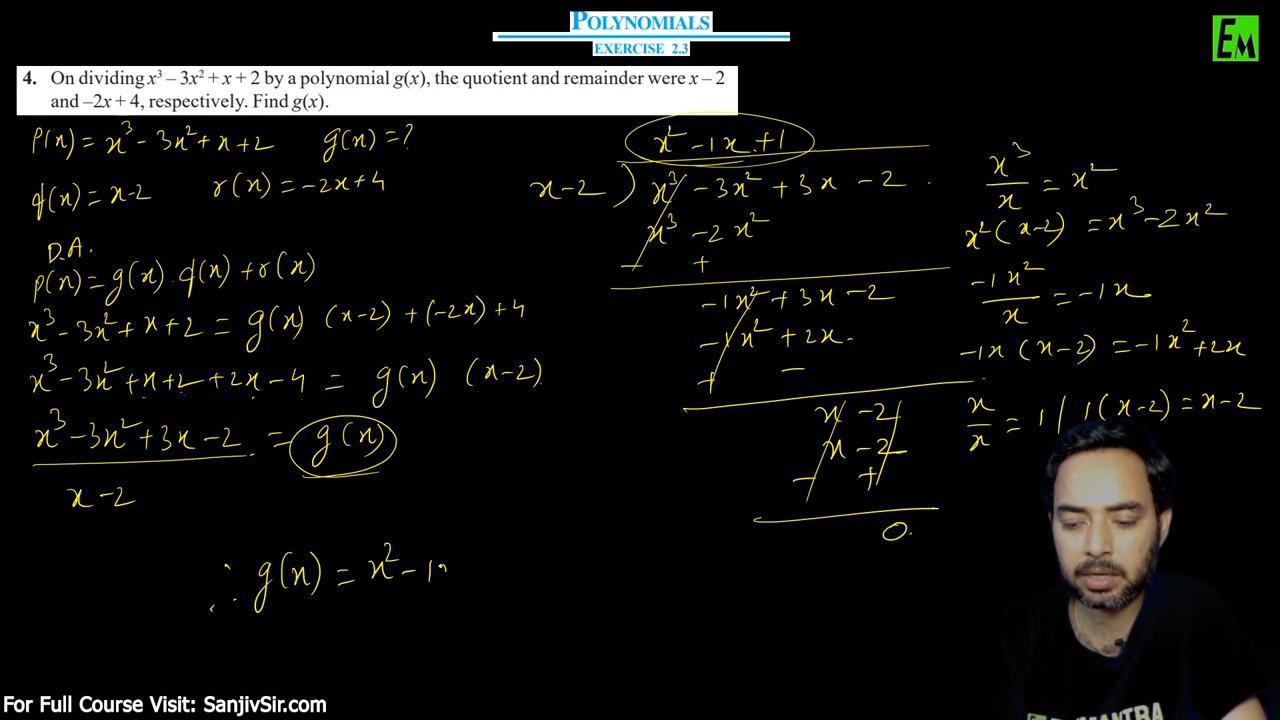 POLYNOMIALS
EXERCISE 2.3
EM
4. On dividing x³ – 3x² + x + 2 by a polynomial g(x), the quotient and remainder were x – 2
and –2x + 4, respectively. Find g(x).
p(x) = x³ - 3x² + x + 2 g(x) = ?
q(x) = x-2 r(x) = -2x+4
D.A.
p(x) = g(x) . q(x) + r(x)
x³ - 3x² + x + 2 = g(x) (x-2) + (-2x) + 4
x³ - 3x² + x + 2 + 2x - 4 = g(x) (x-2)
x³ - 3x² + 3x - 2 = g(x)
x - 2
∴ g(x) = x² - 1
x² - 1x + 1
x-2 ) x³ - 3x² + 3x - 2
x³ - 2x²
- +
-1x² + 3x - 2
-1x² + 2x
+ -
x - 2
x - 2
- +
0
x³/x = x²
x² (x-2) = x³ - 2x²
-1x²/x = -1x
-1x (x-2) = -1x² + 2x
x/x = 1 / 1(x-2) = x-2
For Full Course Visit: SanjivSir.com